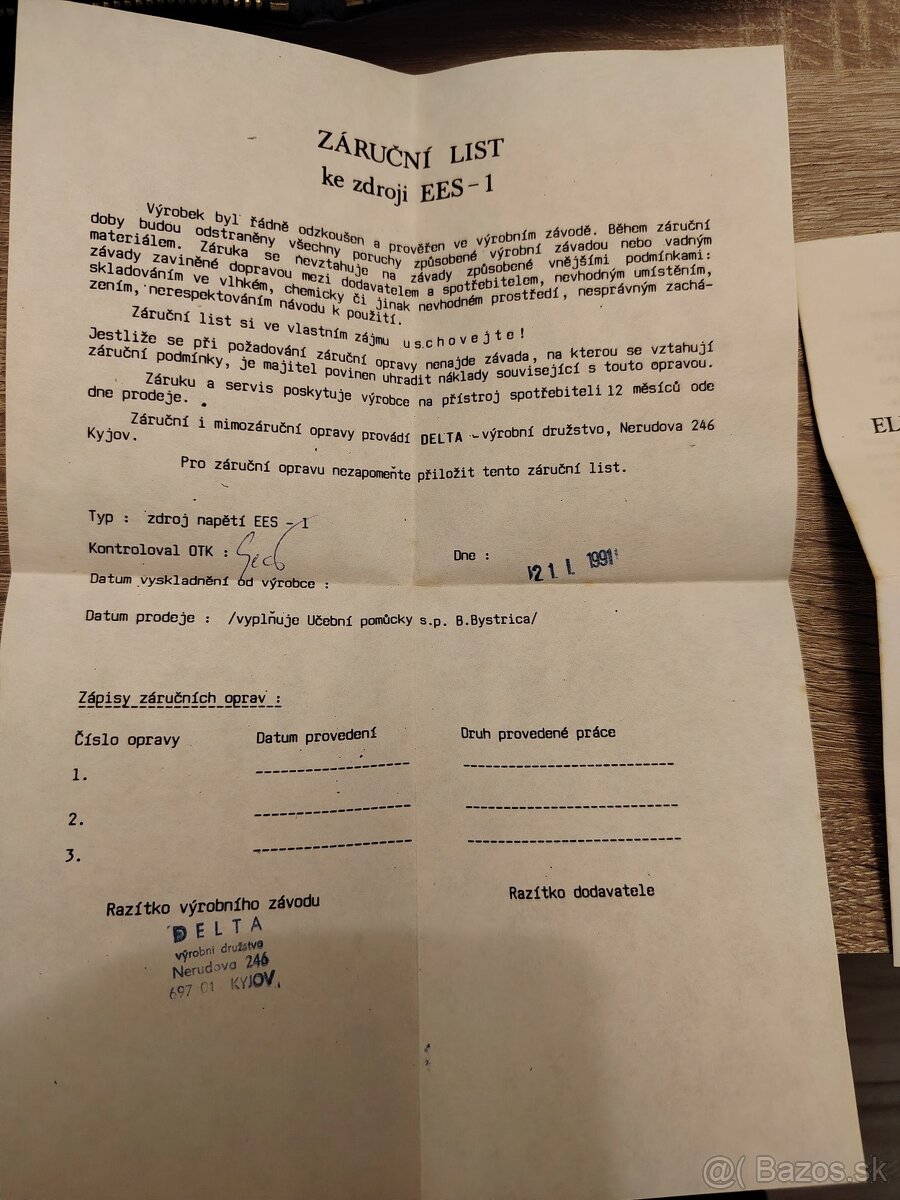 ZÁRUČNÍ LIST
ke zdroji EES-1
Výrobek byl řádně odzkoušen a prověřen ve výrobním závodě. Během záruční
doby budou odstraněny všechny poruchy způsobené výrobní závadou nebo vadným
materiálem. Záruka se nevztahuje na závady způsobené vnějšími podmínkami:
závady zaviněné dopravou mezi dodavatelem a spotřebitelem, nevhodným umístěním,
skladováním ve vlhkém, chemicky či jinak nevhodném prostředí, nesprávným zachá-
zením, nerespektováním návodu k použití.
Záruční list si ve vlastním zájmu uschovejte!
Jestliže se při požadování záruční opravy nenajde závada, na kterou se vztahují
záruční podmínky, je majitel povinen uhradit náklady související s touto opravou.
Záruku a servis poskytuje výrobce na přístroj spotřebiteli 12 měsíců ode
dne prodeje.
Záruční i mimozáruční opravy provádí DELTA - výrobní družstvo, Nerudova 246
Kyjov.
Pro záruční opravu nezapomeňte přiložit tento záruční list.
Typ : zdroj napětí EES - 1
Kontroloval OTK :
Dne : 21. I. 1991
Datum vyskladnění od výrobce :
Datum prodeje : /vyplňuje Učební pomůcky s.p. B.Bystrica/
Zápisy záručních oprav :
Číslo opravy Datum provedení Druh provedené práce
1.
2.
3.
Razítko výrobního závodu Razítko dodavatele
DELTA
výrobní družstvo
Nerudova 246
697 01 KYJOV
EL
@( Bazos.sk